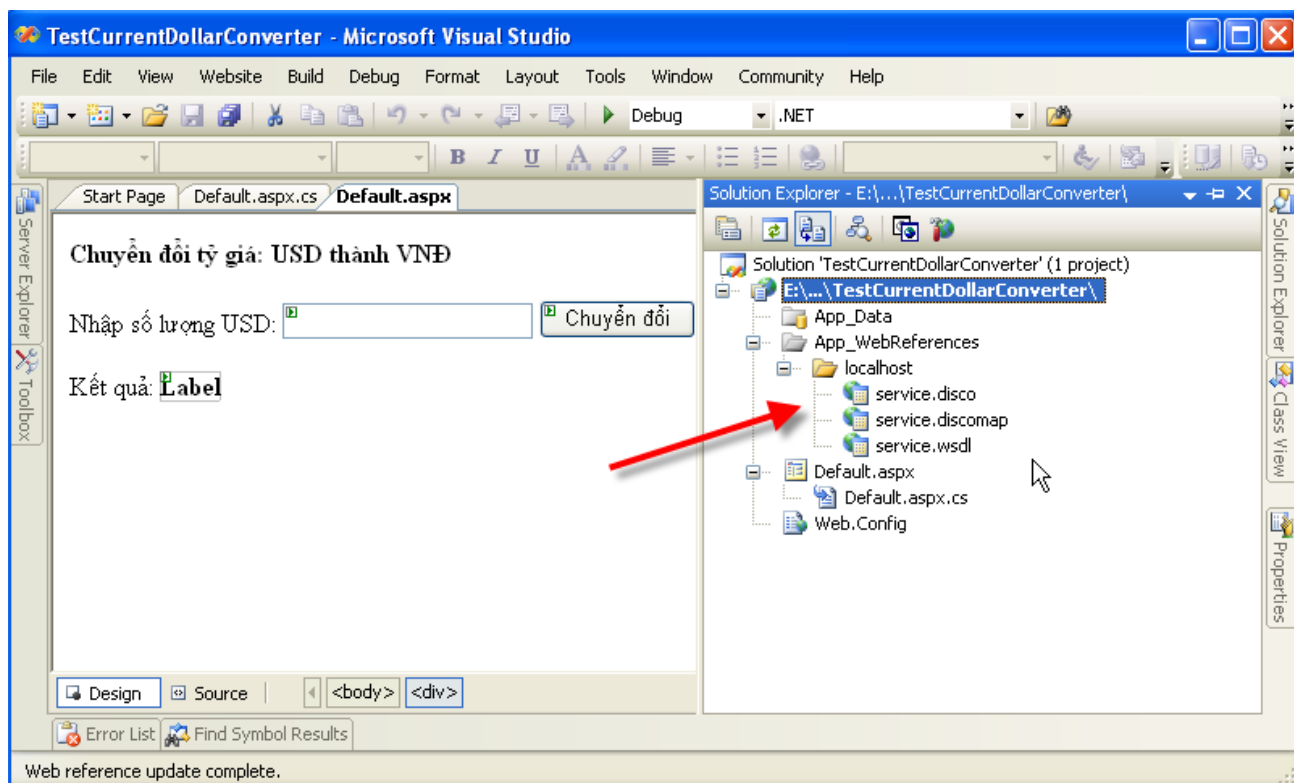 TestCurrentDollarConverter - Microsoft Visual Studio
File Edit View Website Build Debug Format Layout Tools Window Community Help
Debug .NET
B I U A
Server Explorer
Toolbox
Start Page Default.aspx.cs Default.aspx
Chuyển đổi tỷ giá: USD thành VNĐ
Nhập số lượng USD: Chuyển đổi
Kết quả: Label
Design Source <body> <div>
Solution Explorer - E:\...\TestCurrentDollarConverter\
Solution 'TestCurrentDollarConverter' (1 project)
E:\...\TestCurrentDollarConverter\
App_Data
App_WebReferences
localhost
service.disco
service.discomap
service.wsdl
Default.aspx
Default.aspx.cs
Web.Config
Solution Explorer
Class View
Properties
Error List Find Symbol Results
Web reference update complete.